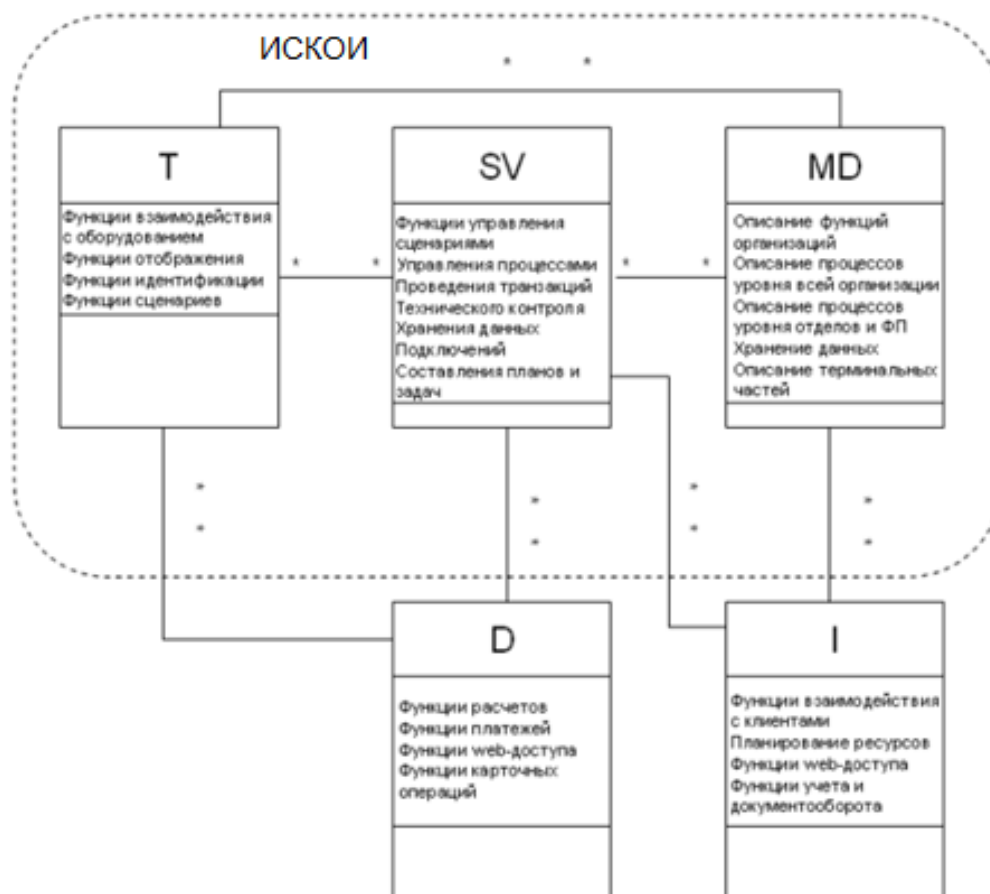 ИСКОИ
* *
T
Функции взаимодействия
с оборудованием
Функции отображения
Функции идентификации
Функции сценариев
* *
SV
Функции управления
сценариями
Управления процессами
Проведения транзакций
Технического контроля
Хранения данных
Подключений
Составления планов и
задач
* *
MD
Описание функций
организаций
Описание процессов
уровня всей организации
Описание процессов
уровня отделов и ФП
Хранение данных
Описание терминальных
частей
*
*
*
*
*
*
*
*
D
Функции расчетов
Функции платежей
Функции web-доступа
Функции карточных
операций
I
Функции взаимодействия
с клиентами
Планирование ресурсов
Функции web-доступа
Функции учета и
документооборота